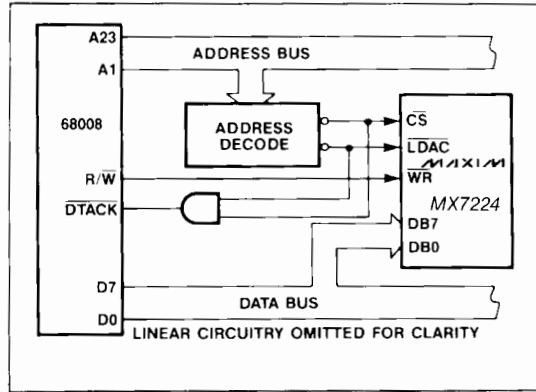 A23
ADDRESS BUS
A1
68008
ADDRESS
DECODE
CS
LDAC
MAXIM
R/W
WR
DTACK
MX7224
DB7
DB0
D7
DATA BUS
D0
LINEAR CIRCUITRY OMITTED FOR CLARITY